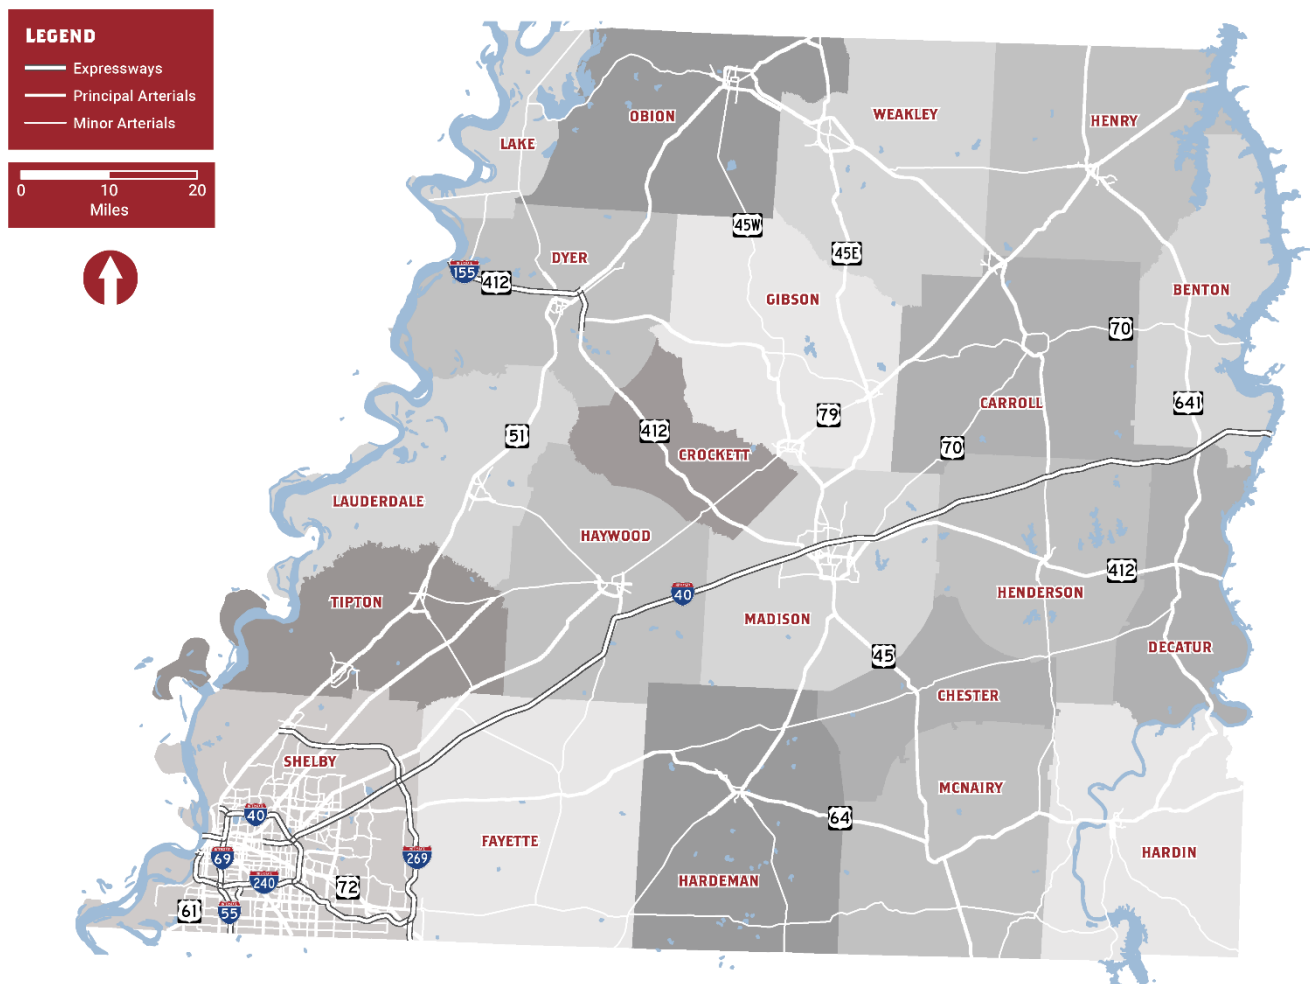 LEGEND
Expressways
Principal Arterials
Minor Arterials
0 10 20
Miles
OBION
WEAKLEY
HENRY
LAKE
45W
45E
DYER
155
412
GIBSON
BENTON
70
CARROLL
641
79
412
51
70
CROCKETT
LAUDERDALE
HAYWOOD
412
40
HENDERSON
TIPTON
MADISON
DECATUR
45
CHESTER
SHELBY
MCNAIRY
40
64
FAYETTE
HARDIN
69
269
240
72
HARDEMAN
61
55